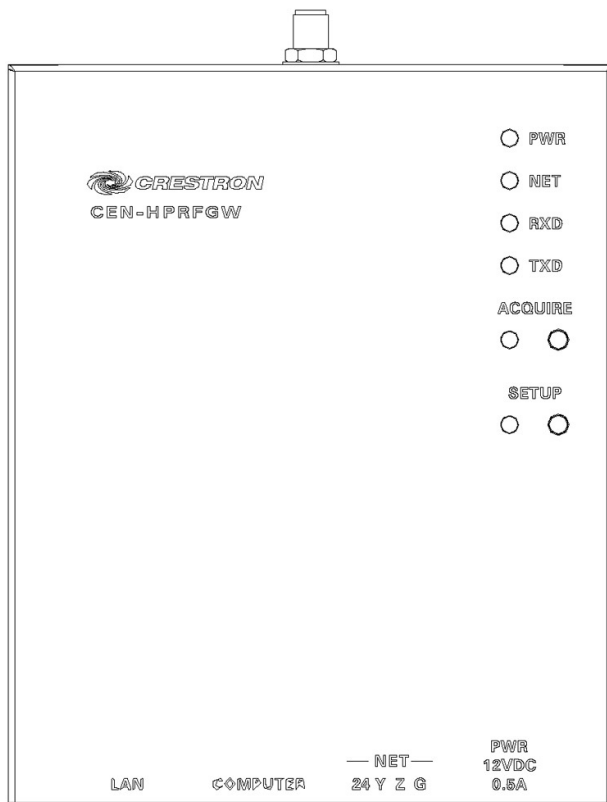 PWR
CRESTRON
NET
CEN-HPRFGW
RXD
TXD
ACQUIRE
SETUP
LAN
COMPUTER
NET
24 Y Z G
PWR
12VDC
0.5A